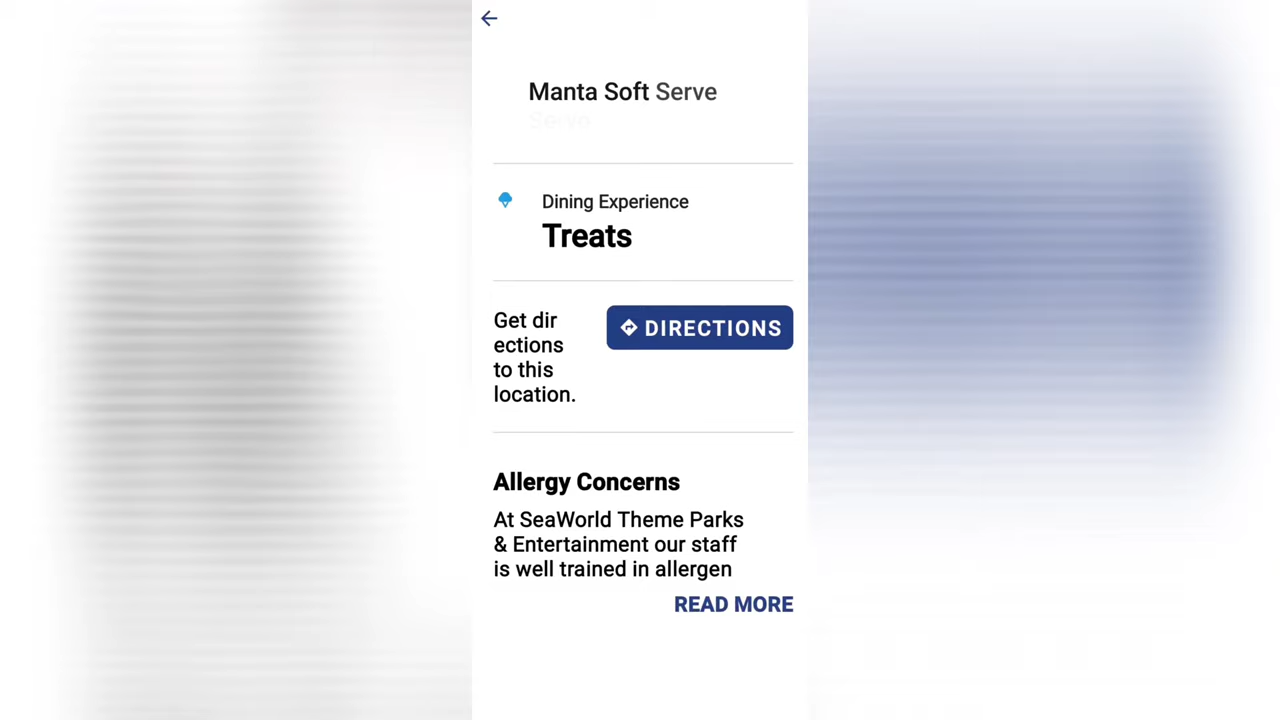 Manta Soft Serve
Serve
Dining Experience
Treats
Get dir
ections
to this
location.
DIRECTIONS
Allergy Concerns
At SeaWorld Theme Parks
& Entertainment our staff
is well trained in allergen
READ MORE